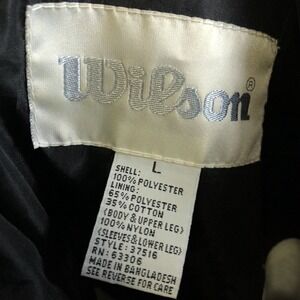 Wilson®
L
SHELL:
100% POLYESTER
LINING:
65% POLYESTER
35% COTTON
(BODY & UPPER LEG)
100% NYLON
(SLEEVES & LOWER LEG)
STYLE: 37516
RN: 63306
MADE IN BANGLADESH
SEE REVERSE FOR CARE